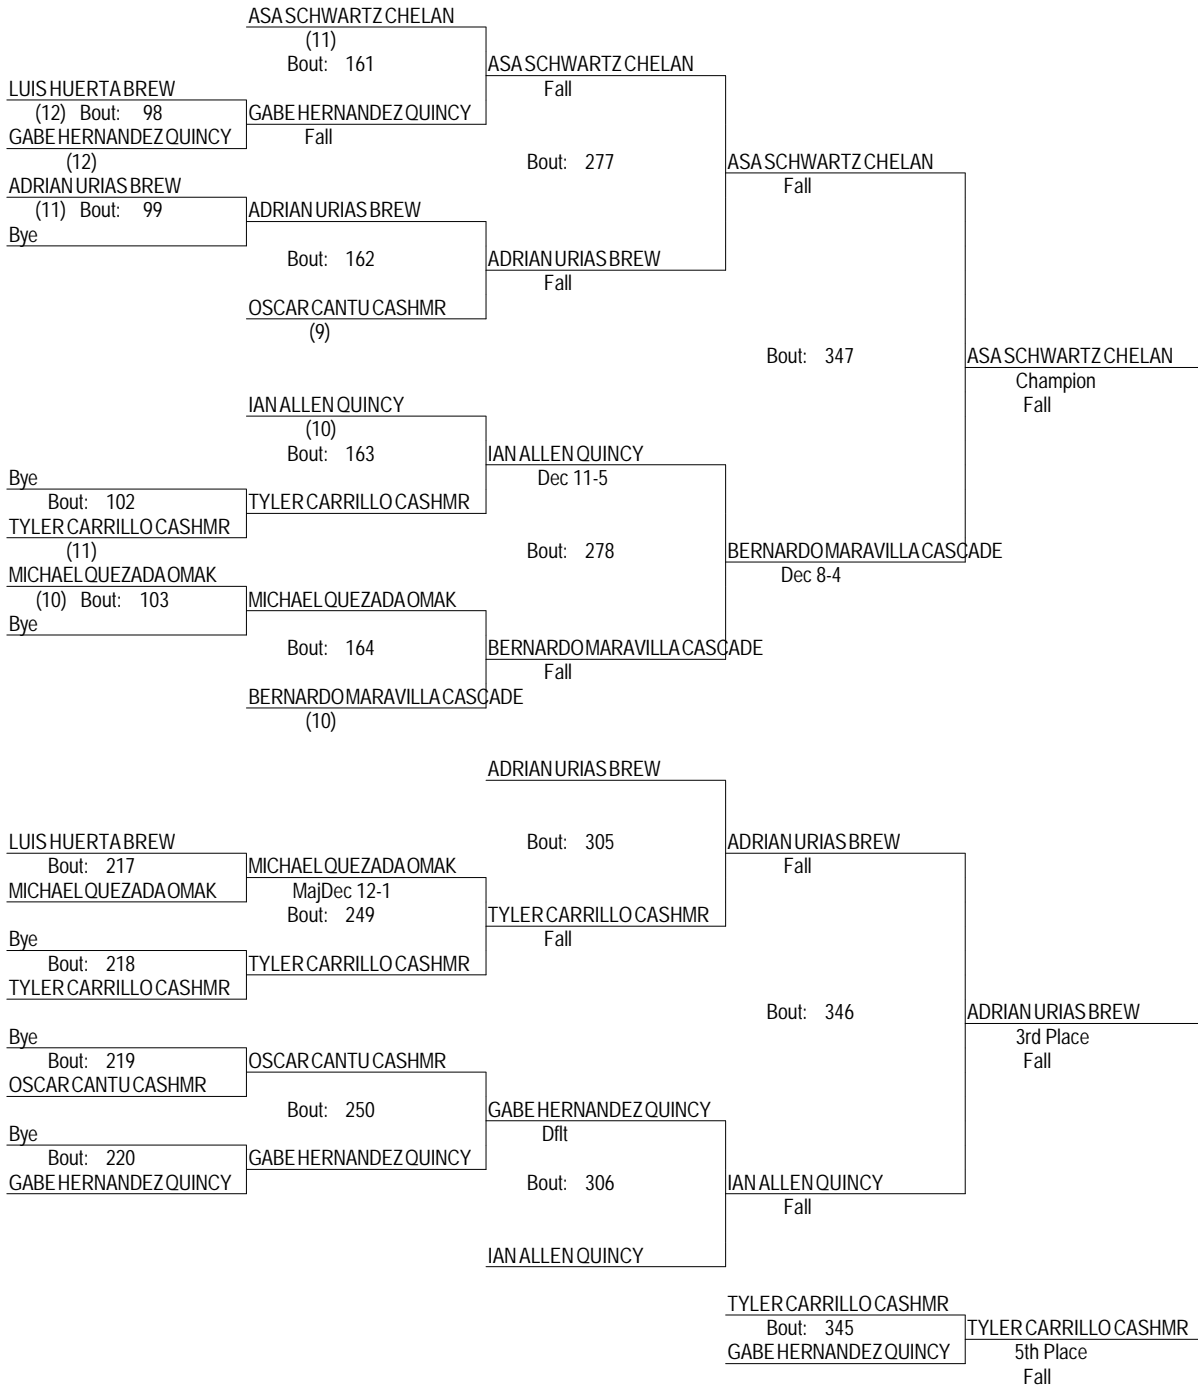 ASA SCHWARTZ CHELAN
(11)
Bout: 161
ASA SCHWARTZ CHELAN
Fall
LUIS HUERTA BREW
(12) Bout: 98
GABE HERNANDEZ QUINCY
GABE HERNANDEZ QUINCY
Fall
(12)
Bout: 277
ASA SCHWARTZ CHELAN
Fall
ADRIAN URIAS BREW
(11) Bout: 99
ADRIAN URIAS BREW
Bye
Bout: 162
ADRIAN URIAS BREW
Fall
OSCAR CANTU CASHMR
(9)
Bout: 347
ASA SCHWARTZ CHELAN
Champion
Fall
IAN ALLEN QUINCY
(10)
Bout: 163
IAN ALLEN QUINCY
Dec 11-5
Bye
Bout: 102
TYLER CARRILLO CASHMR
TYLER CARRILLO CASHMR
(11)
Bout: 278
BERNARDO MARAVILLA CASCADE
Dec 8-4
MICHAEL QUEZADA OMAK
(10) Bout: 103
MICHAEL QUEZADA OMAK
Bye
Bout: 164
BERNARDO MARAVILLA CASCADE
Fall
BERNARDO MARAVILLA CASCADE
(10)
ADRIAN URIAS BREW
Bout: 305
ADRIAN URIAS BREW
Fall
LUIS HUERTA BREW
Bout: 217
MICHAEL QUEZADA OMAK
MICHAEL QUEZADA OMAK
MajDec 12-1
Bout: 249
TYLER CARRILLO CASHMR
Fall
Bye
Bout: 218
TYLER CARRILLO CASHMR
TYLER CARRILLO CASHMR
Bout: 346
ADRIAN URIAS BREW
3rd Place
Fall
Bye
Bout: 219
OSCAR CANTU CASHMR
OSCAR CANTU CASHMR
Bout: 250
GABE HERNANDEZ QUINCY
Dflt
Bye
Bout: 220
GABE HERNANDEZ QUINCY
GABE HERNANDEZ QUINCY
Bout: 306
IAN ALLEN QUINCY
Fall
IAN ALLEN QUINCY
TYLER CARRILLO CASHMR
Bout: 345
TYLER CARRILLO CASHMR
GABE HERNANDEZ QUINCY
5th Place
Fall